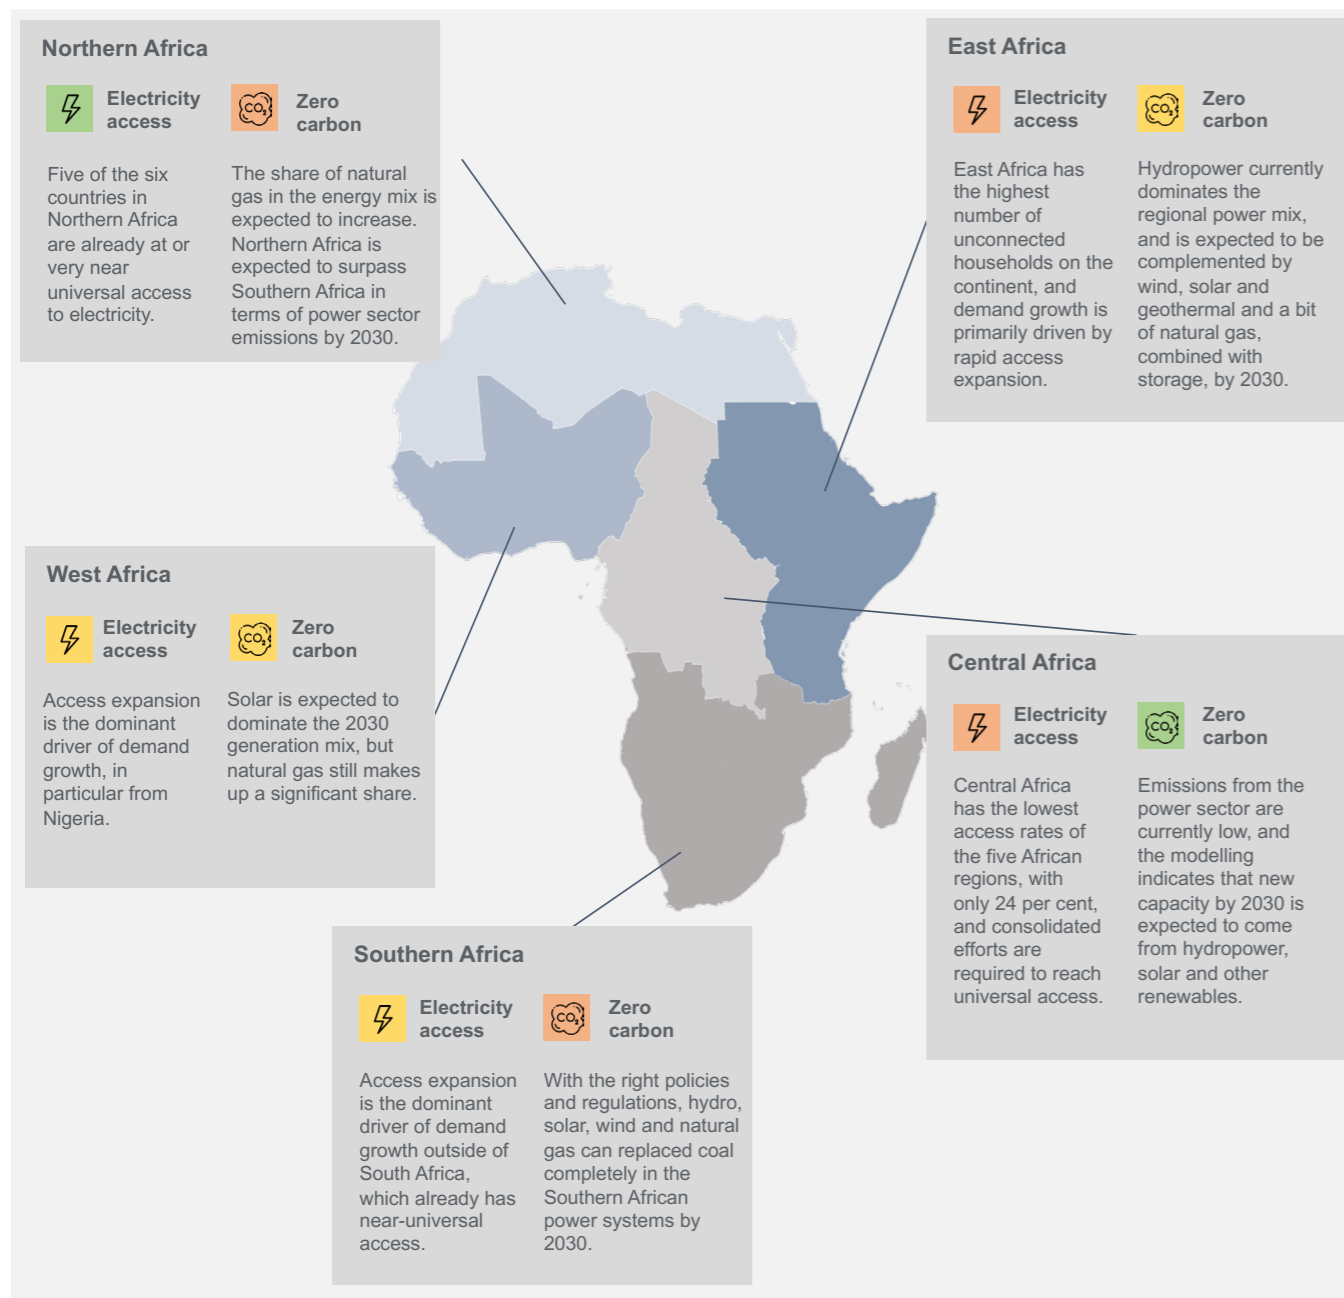 Northern Africa
Electricity
access
Five of the six
countries in
Northern Africa
are already at or
very near
universal access
to electricity.
CO2
Zero
carbon
The share of natural
gas in the energy mix is
expected to increase.
Northern Africa is
expected to surpass
Southern Africa in
terms of power sector
emissions by 2030.
East Africa
Electricity
access
East Africa has
the highest
number of
unconnected
households on the
continent, and
demand growth is
primarily driven by
rapid access
expansion.
CO2
Zero
carbon
Hydropower currently
dominates the
regional power mix,
and is expected to be
complemented by
wind, solar and
geothermal and a bit
of natural gas,
combined with
storage, by 2030.
West Africa
Electricity
access
Access expansion
is the dominant
driver of demand
growth, in
particular from
Nigeria.
CO2
Zero
carbon
Solar is expected to
dominate the 2030
generation mix, but
natural gas still makes
up a significant share.
Central Africa
Electricity
access
Central Africa
has the lowest
access rates of
the five African
regions, with
only 24 per cent,
and consolidated
efforts are
required to reach
universal access.
CO2
Zero
carbon
Emissions from the
power sector are
currently low, and
the modelling
indicates that new
capacity by 2030 is
expected to come
from hydropower,
solar and other
renewables.
Southern Africa
Electricity
access
Access expansion
is the dominant
driver of demand
growth outside of
South Africa,
which already has
near-universal
access.
CO2
Zero
carbon
With the right policies
and regulations, hydro,
solar, wind and natural
gas can replaced coal
completely in the
Southern African
power systems by
2030.